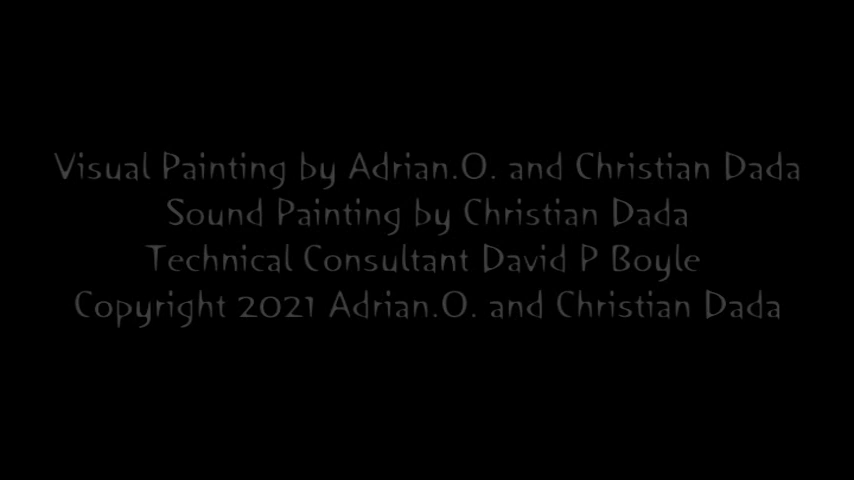 Visual Painting by Adrian.O. and Christian Dada
Sound Painting by Christian Dada
Technical Consultant David P Boyle
Copyright 2021 Adrian.O. and Christian Dada